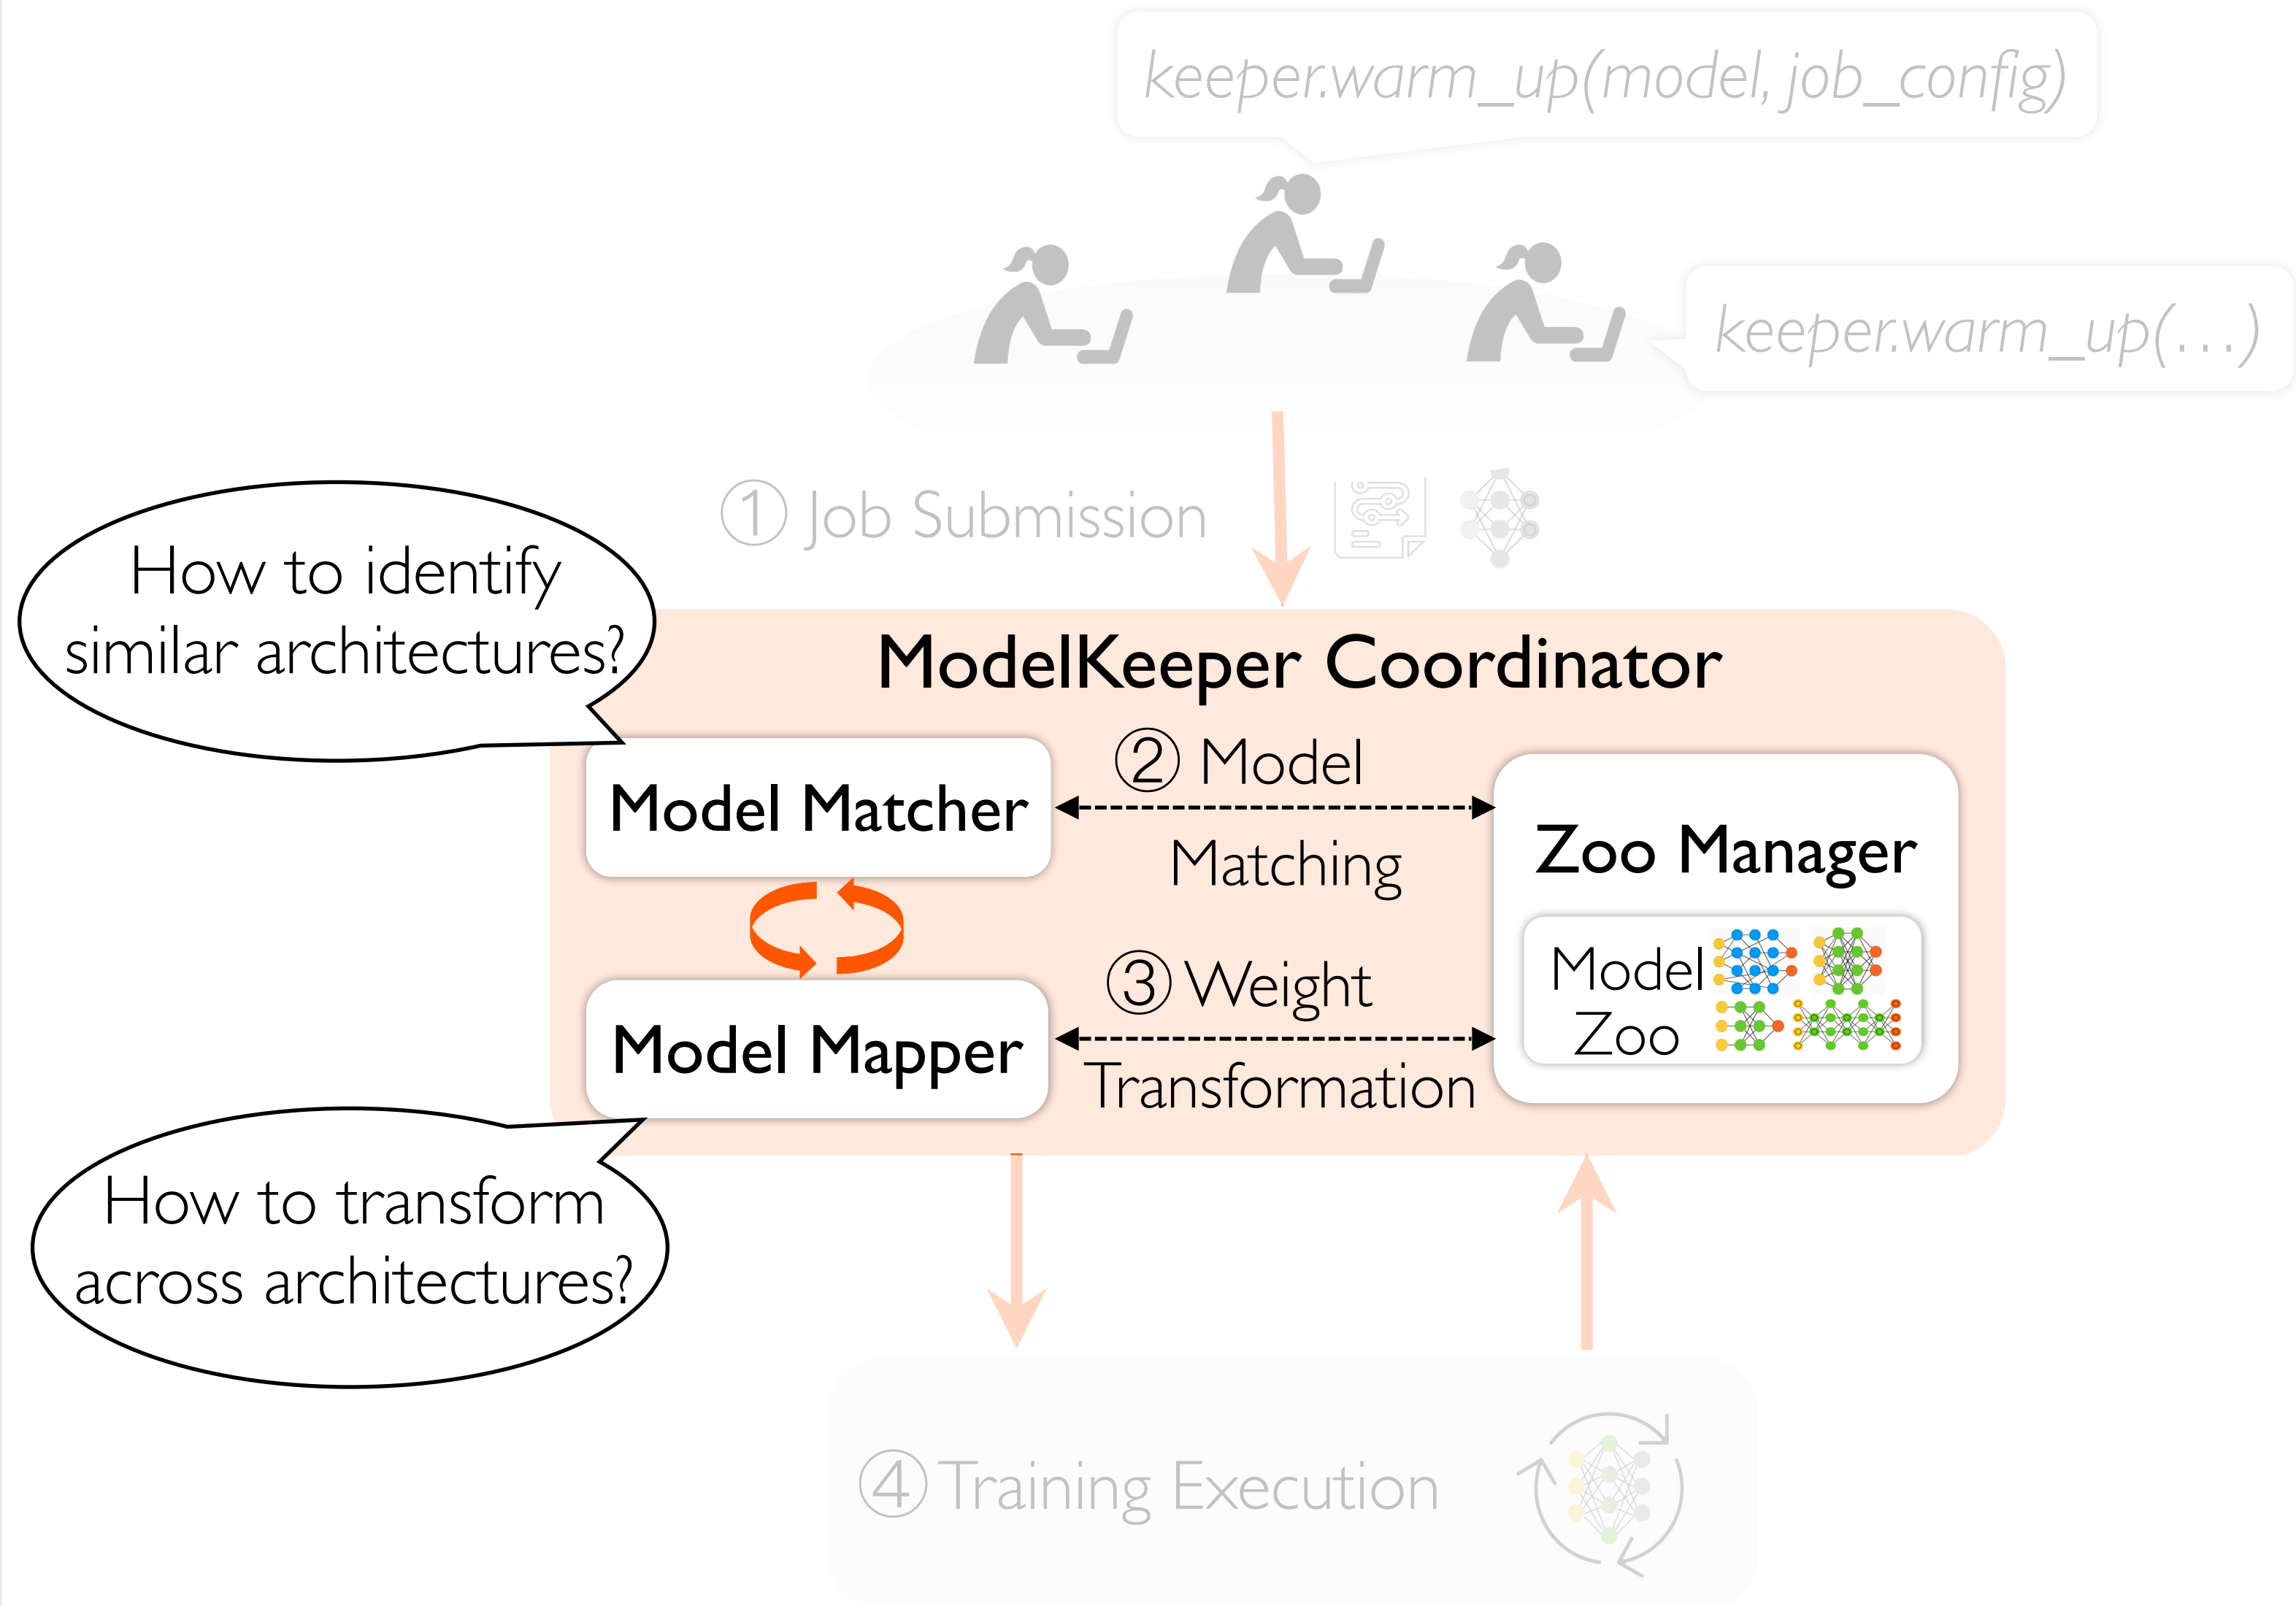 keeper.warm_up(model, job_config)
keeper.warm_up(...)
① Job Submission
How to identify
similar architectures?
ModelKeeper Coordinator
Model Matcher
② Model
Matching
Zoo Manager
Model
Zoo
③ Weight
Transformation
Model Mapper
How to transform
across architectures?
④ Training Execution